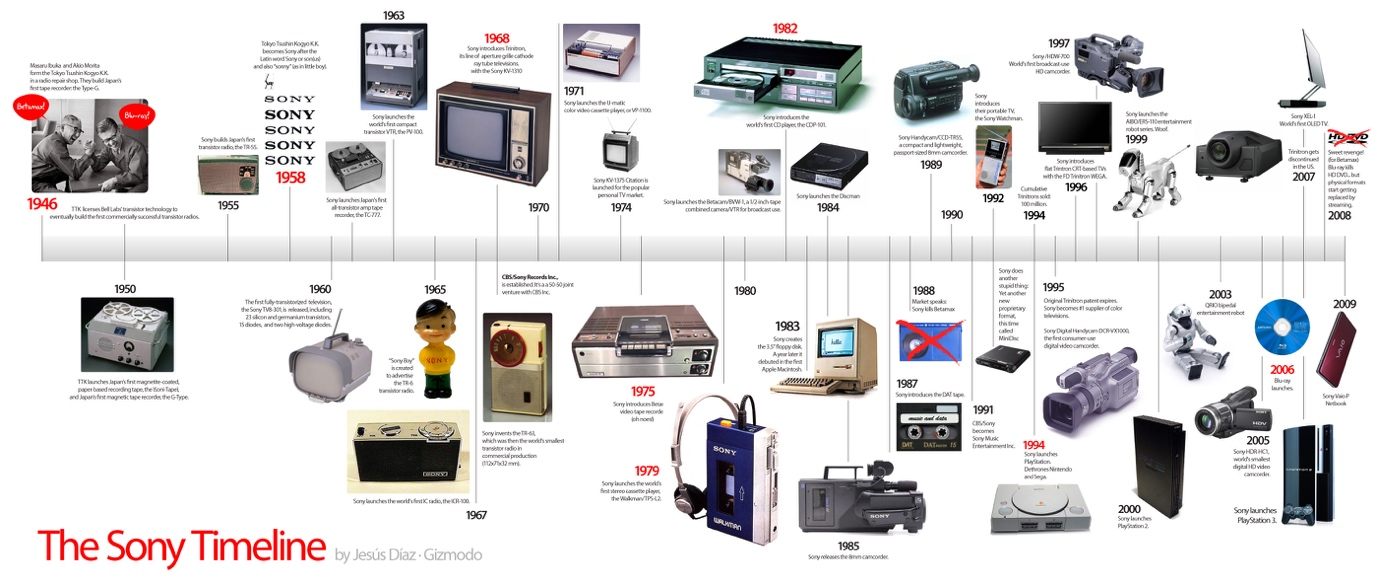 Masaru Ibuka and Akio Morita
form the Tokyo Tsushin Kogyo K.K.
in a radio repair shop. They build Japan's
first tape recorder: the Type-G.
Betamax!
Blu-ray!
1946
TTK licenses Bell Labs' transistor technology to
eventually build the first commercially successful transistor radios.
1950
TTK launches Japan's first magnetite-coated,
paper-based recording tape, the (Soni-Tape),
and Japan's first magnetic tape recorder, the G-Type.
Sony builds Japan's first
transistor radio, the TR-55.
1955
Tokyo Tsushin Kogyo K.K.
becomes Sony after the
Latin word Sony or son(us)
and also "sonny" (as in little boy).
SONY
SONY
SONY
SONY
SONY
1958
1960
The first fully-transistorized television,
the Sony TV8-301, is released, including
23 silicon and germanium transistors,
15 diodes, and two high-voltage diodes.
Sony launches Japan's first
all-transistor amp tape
recorder, the TC-777.
1963
Sony launches the
world's first compact
transistor VTR, the PV-100.
1965
"Sony Boy"
is created
to advertise
the TR-6
transistor radio.
SONY
SONY
Sony launches the world's first IC radio, the ICR-100.
1967
Sony invents the TR-63,
which was then the world's smallest
transistor radio in
commercial production
(112x71x32 mm).
1968
Sony introduces Trinitron,
its line of aperture grille cathode
ray tube televisions
with the Sony KV-1310
CBS/Sony Records Inc.,
is established. It's a a 50-50 joint
venture with CBS Inc.
1970
1971
Sony launches the U-matic
color video cassette player, or VP-1100.
Sony KV-1375 Citation is
launched for the popular
personal TV market.
1974
1975
Sony introduces Betamax
video tape recorder
(oh noes!)
1979
Sony launches the world's
first stereo cassette player,
the Walkman/TPS-L2.
SONY
WALKMAN
1980
1982
Sony introduces the
world's first CD player, the CDP-101.
Sony launches the Betacam/BVW-1, a 1/2-inch tape
combined camera/VTR for broadcast use.
1983
Sony creates
the 3.5" floppy disk.
A year later it
debuted in the first
Apple Macintosh.
hello
Sony launches the Discman
1984
SONY
1985
Sony releases the 8mm camcorder.
1987
Sony introduces the DAT tape.
music and data
DAT
DAT 15
1988
Market speaks:
Sony kills Betamax
Sony Handycam/CCD-TR55,
a compact and lightweight,
passport-sized 8mm camcorder.
1989
1990
1991
CBS/Sony
becomes
Sony Music
Entertainment Inc.
Sony
introduces
their portable TV,
the Sony Watchman.
1992
Sony does
another
stupid thing:
Yet another
new
proprietary
format,
this time
called
MiniDisc
Cumulative
Trinitrons sold:
100 million.
1994
1994
Sony launches
PlayStation.
Dethrones Nintendo
and Sega.
1995
Original Trinitron patent expires.
Sony becomes #1 supplier of color
televisions.
Sony Digital Handycam DCR-VX1000,
the first consumer-use
digital video camcorder.
Sony introduces
flat Trinitron CRT-based TVs
with the FD Trinitron WEGA.
1996
1997
Sony /HDW-700
World's first broadcast-use
HD camcorder.
Sony launches the
AIBO/ERS-110 entertainment
robot series. Woof.
1999
2000
Sony launches
PlayStation 2.
2003
QRIO bipedal
entertainment robot
HDV
2005
Sony HDR-HC1,
world's smallest
digital HD video
camcorder.
2006
Blu-ray
launches.
Sony launches
PlayStation 3.
Sony XEL-1
World's first OLED TV.
Trinitron gets
discontinued
in the US.
2007
HD DVD
Sweet revenge!
(for Betamax)
Blu-ray kills
HD DVD... but
physical formats
start getting
replaced by
streaming.
2008
2009
VAIO
Sony Vaio P
Netbook
The Sony Timeline by Jesús Díaz · Gizmodo